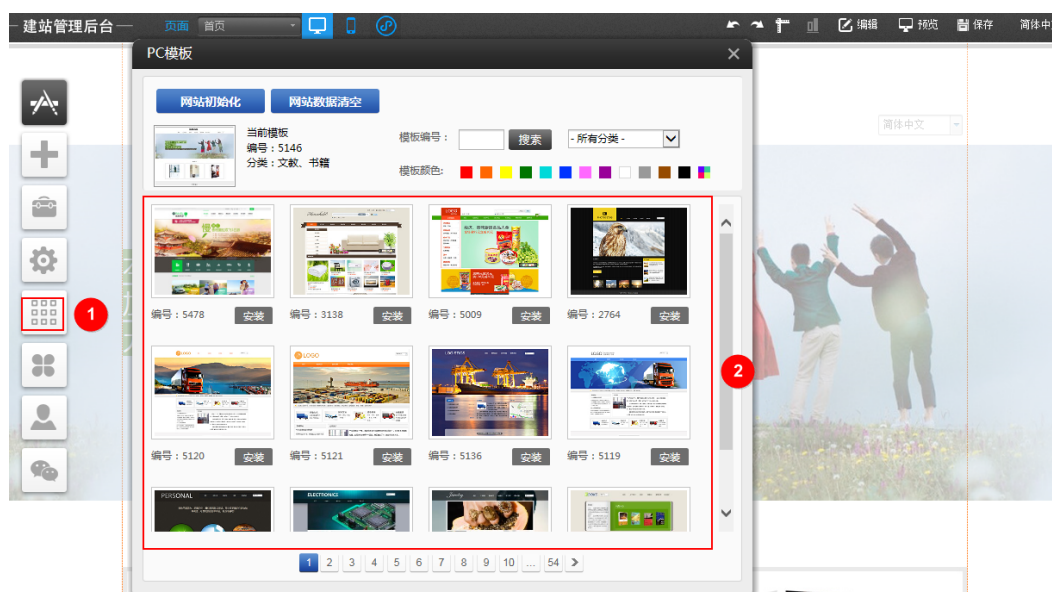 建站管理后台
页面 首页
编辑 预览 保存 简体中
PC模板
网站初始化 网站数据清空
当前模板
编号：5146
分类：文教、书籍
模板编号： 搜索 - 所有分类 -
模板颜色:
简体中文
编号：5478 安装 编号：3138 安装 编号：5009 安装 编号：2764 安装
1
2
LOGO
编号：5120 安装 编号：5121 安装 编号：5136 安装 编号：5119 安装
PERSONAL ELECTRONICS Jewelry
1 2 3 4 5 6 7 8 9 10 ... 54